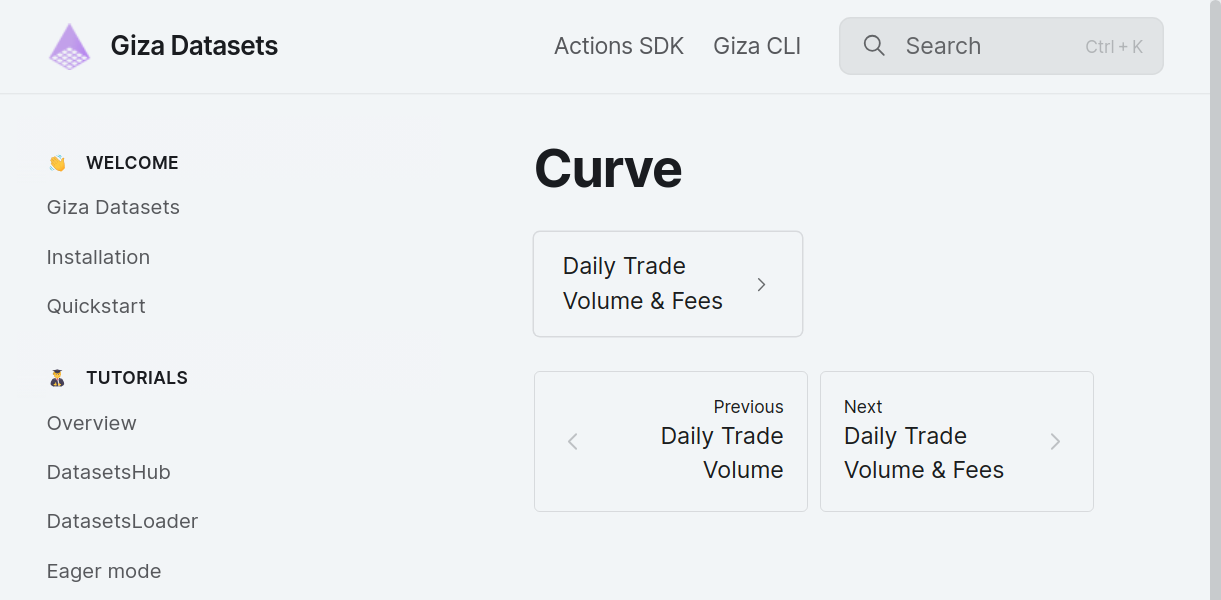 Giza Datasets
Actions SDK
Giza CLI
Search
Ctrl + K
WELCOME
Giza Datasets
Installation
Quickstart
TUTORIALS
Overview
DatasetsHub
DatasetsLoader
Eager mode
Curve
Daily Trade
Volume & Fees
Previous
Daily Trade
Volume
Next
Daily Trade
Volume & Fees